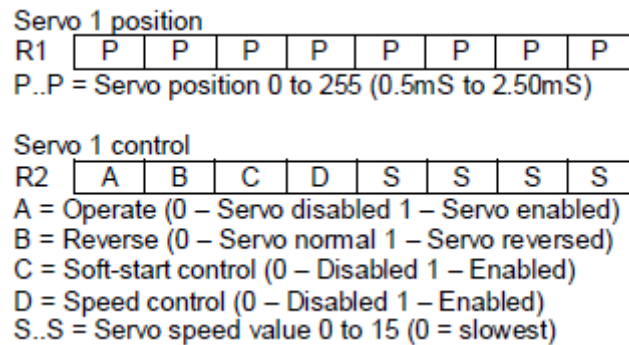 Servo 1 position
R1 P P P P P P P P
P..P = Servo position 0 to 255 (0.5mS to 2.50mS)
Servo 1 control
R2 A B C D S S S S
A = Operate (0 – Servo disabled 1 – Servo enabled)
B = Reverse (0 – Servo normal 1 – Servo reversed)
C = Soft-start control (0 – Disabled 1 – Enabled)
D = Speed control (0 – Disabled 1 – Enabled)
S..S = Servo speed value 0 to 15 (0 = slowest)